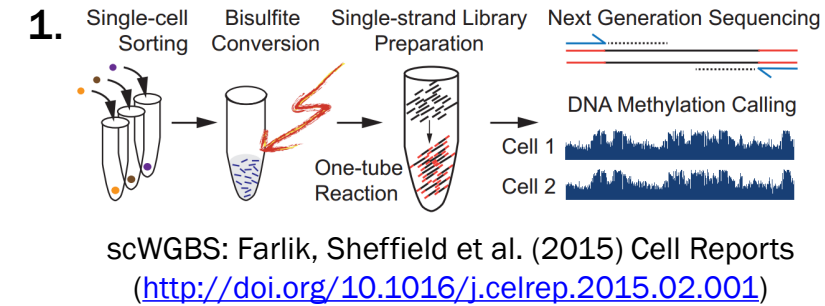 1.
Single-cell
Sorting
Bisulfite
Conversion
Single-strand Library
Preparation
Next Generation Sequencing
One-tube
Reaction
DNA Methylation Calling
Cell 1
Cell 2
scWGBS: Farlik, Sheffield et al. (2015) Cell Reports
(http://doi.org/10.1016/j.celrep.2015.02.001)